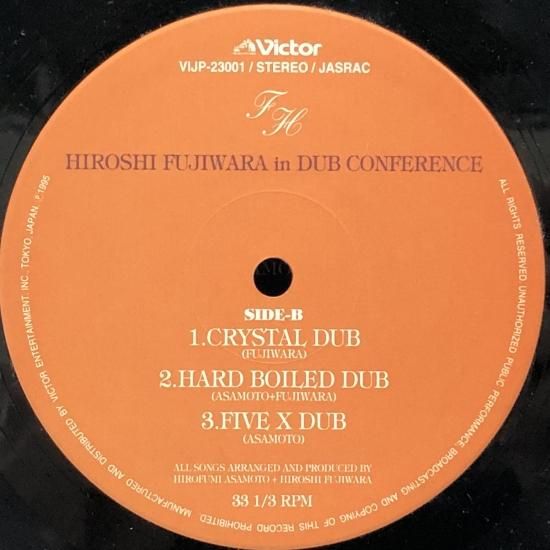 Victor
VIJP-23001 / STEREO / JASRAC
FH
HIROSHI FUJIWARA in DUB CONFERENCE
SIDE-B
1.CRYSTAL DUB
(FUJIWARA)
2.HARD BOILED DUB
(ASAMOTO+FUJIWARA)
3.FIVE X DUB
(ASAMOTO)
ALL SONGS ARRANGED AND PRODUCED BY
HIROFUMI ASAMOTO + HIROSHI FUJIWARA
33 1/3 RPM
MANUFACTURED AND DISTRIBUTED BY VICTOR ENTERTAINMENT, INC. TOKYO, JAPAN. ℗ 1995
ALL RIGHTS RESERVED. UNAUTHORIZED PUBLIC PERFORMANCE BROADCASTING AND COPYING OF THIS RECORD PROHIBITED.